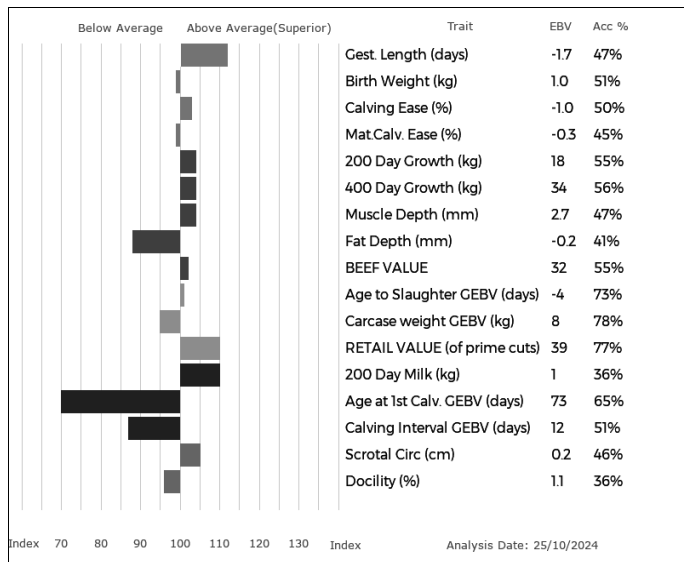 Below Average Above Average(Superior) Trait EBV Acc %
Gest. Length (days) -1.7 47%
Birth Weight (kg) 1.0 51%
Calving Ease (%) -1.0 50%
Mat.Calv. Ease (%) -0.3 45%
200 Day Growth (kg) 18 55%
400 Day Growth (kg) 34 56%
Muscle Depth (mm) 2.7 47%
Fat Depth (mm) -0.2 41%
BEEF VALUE 32 55%
Age to Slaughter GEBV (days) -4 73%
Carcase weight GEBV (kg) 8 78%
RETAIL VALUE (of prime cuts) 39 77%
200 Day Milk (kg) 1 36%
Age at 1st Calv. GEBV (days) 73 65%
Calving Interval GEBV (days) 12 51%
Scrotal Circ (cm) 0.2 46%
Docility (%) 1.1 36%
Index 70 80 90 100 110 120 130 Index Analysis Date: 25/10/2024